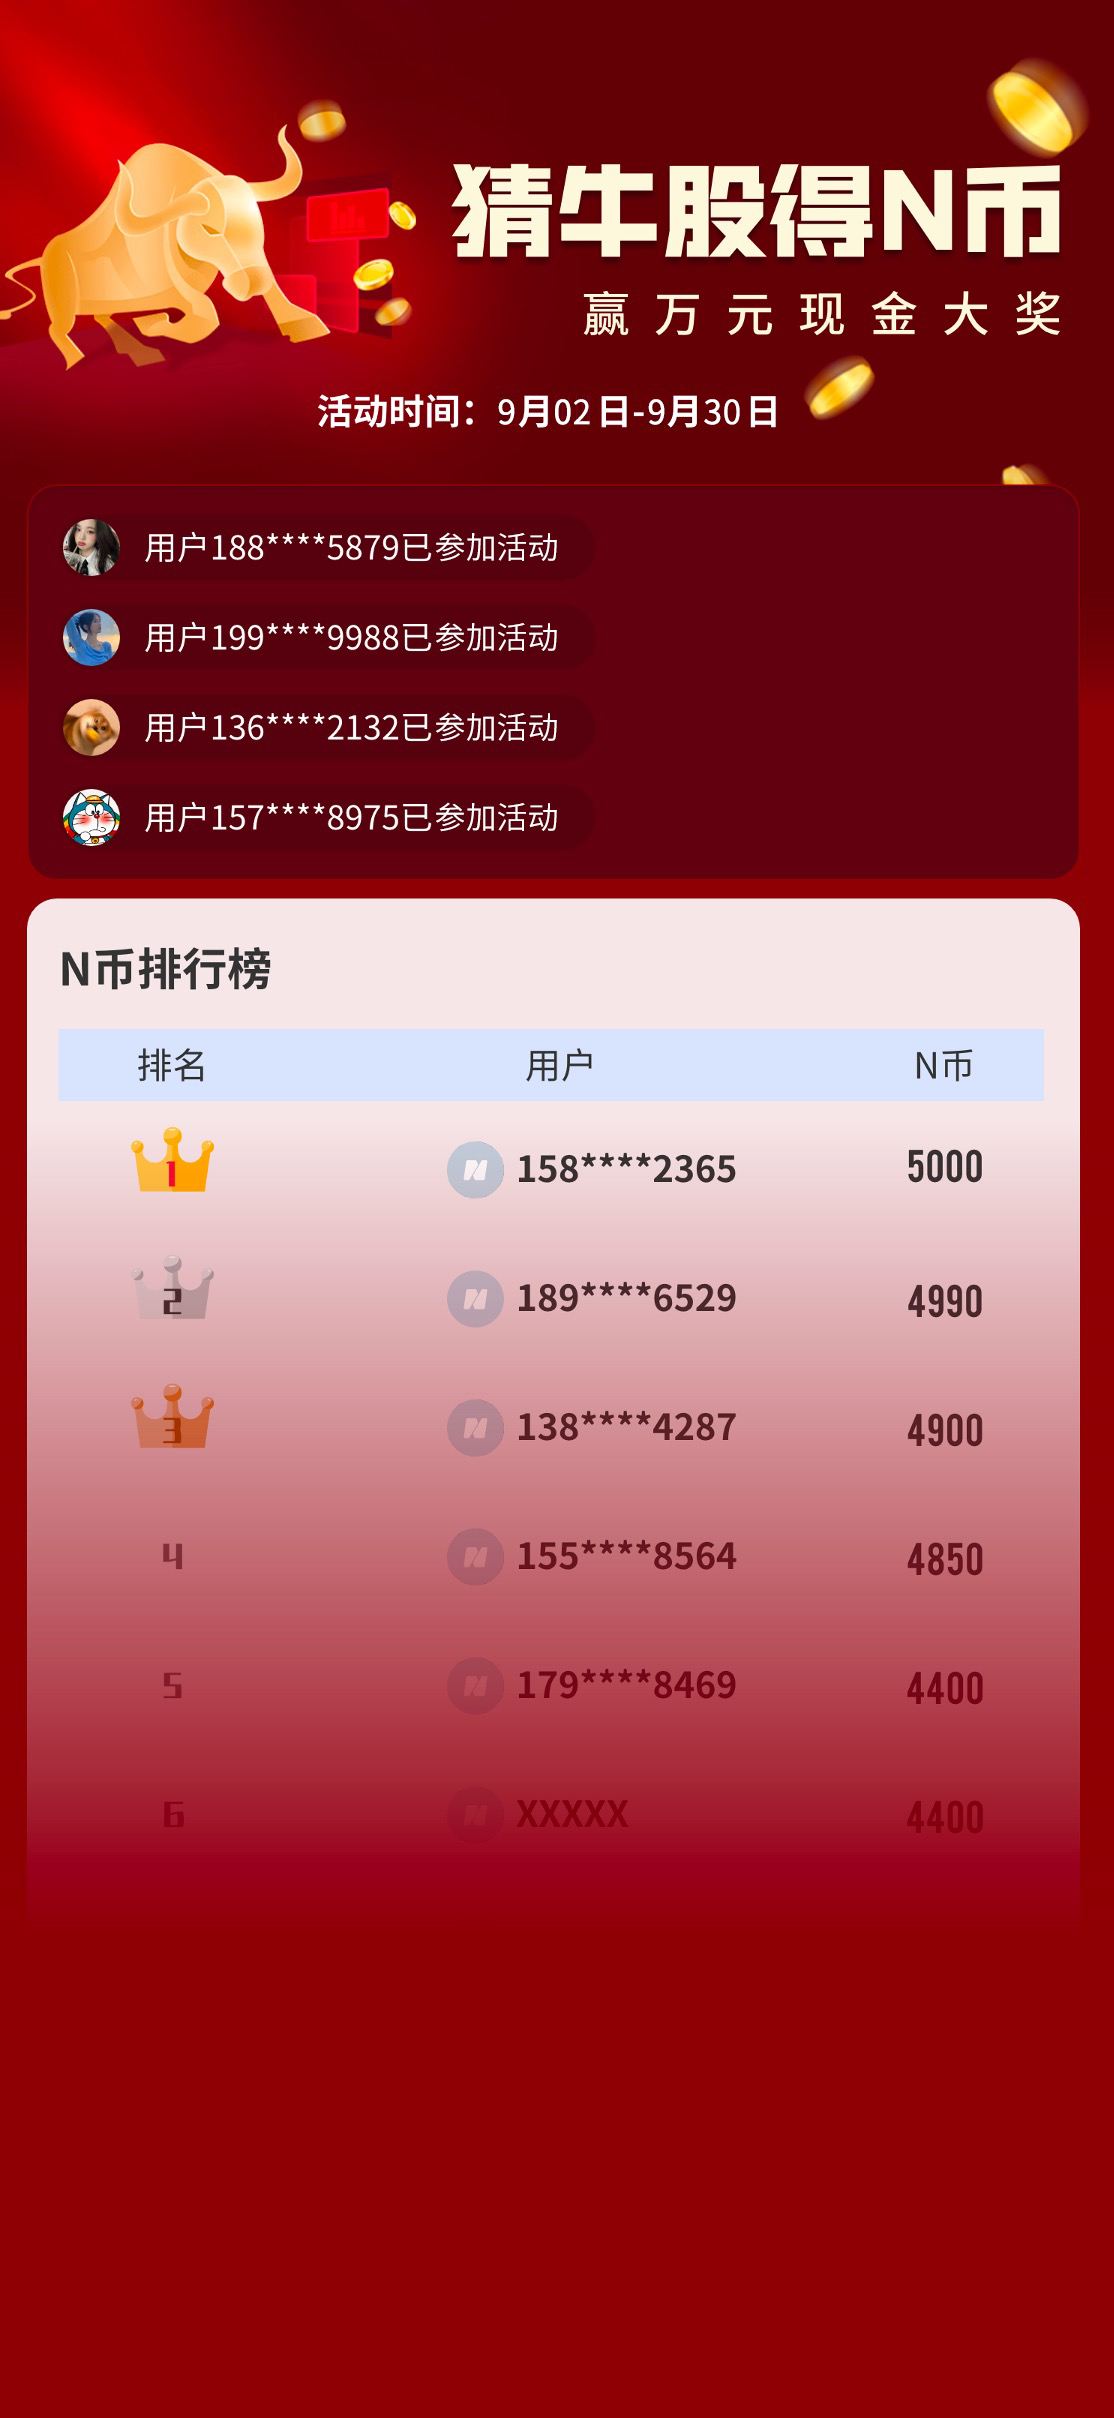 猜牛股得N币
赢万元现金大奖
活动时间：9月02日-9月30日
用户188****5879已参加活动
用户199****9988已参加活动
用户136****2132已参加活动
用户157****8975已参加活动
N币排行榜
排名 用户 N币
1 158****2365 5000
2 189****6529 4990
3 138****4287 4900
4 155****8564 4850
5 179****8469 4400
6 XXXXX 4400